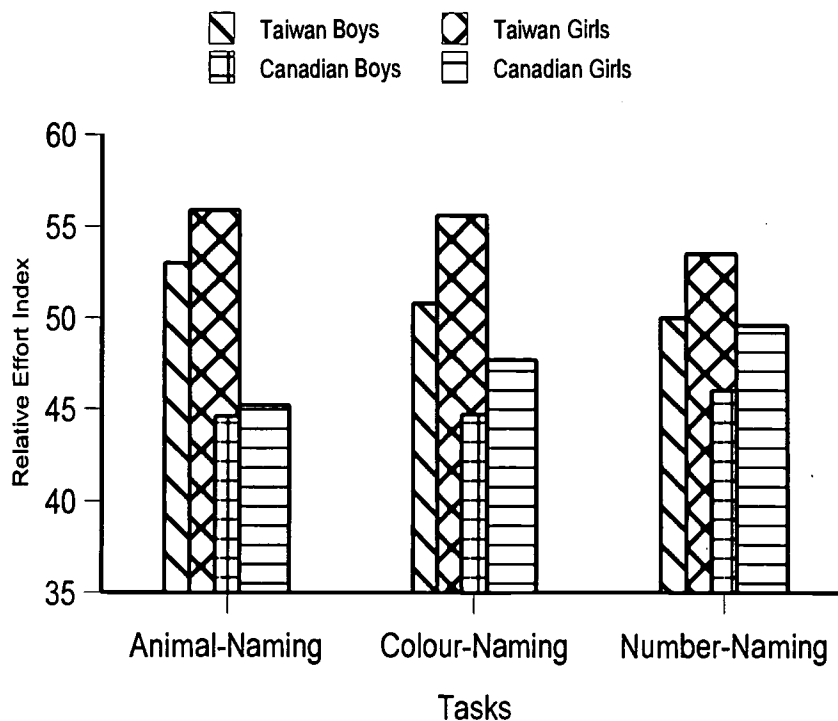 Taiwan Boys Taiwan Girls
Canadian Boys Canadian Girls
60
55
50
45
40
35
Relative Effort Index
Animal-Naming Colour-Naming Number-Naming
Tasks